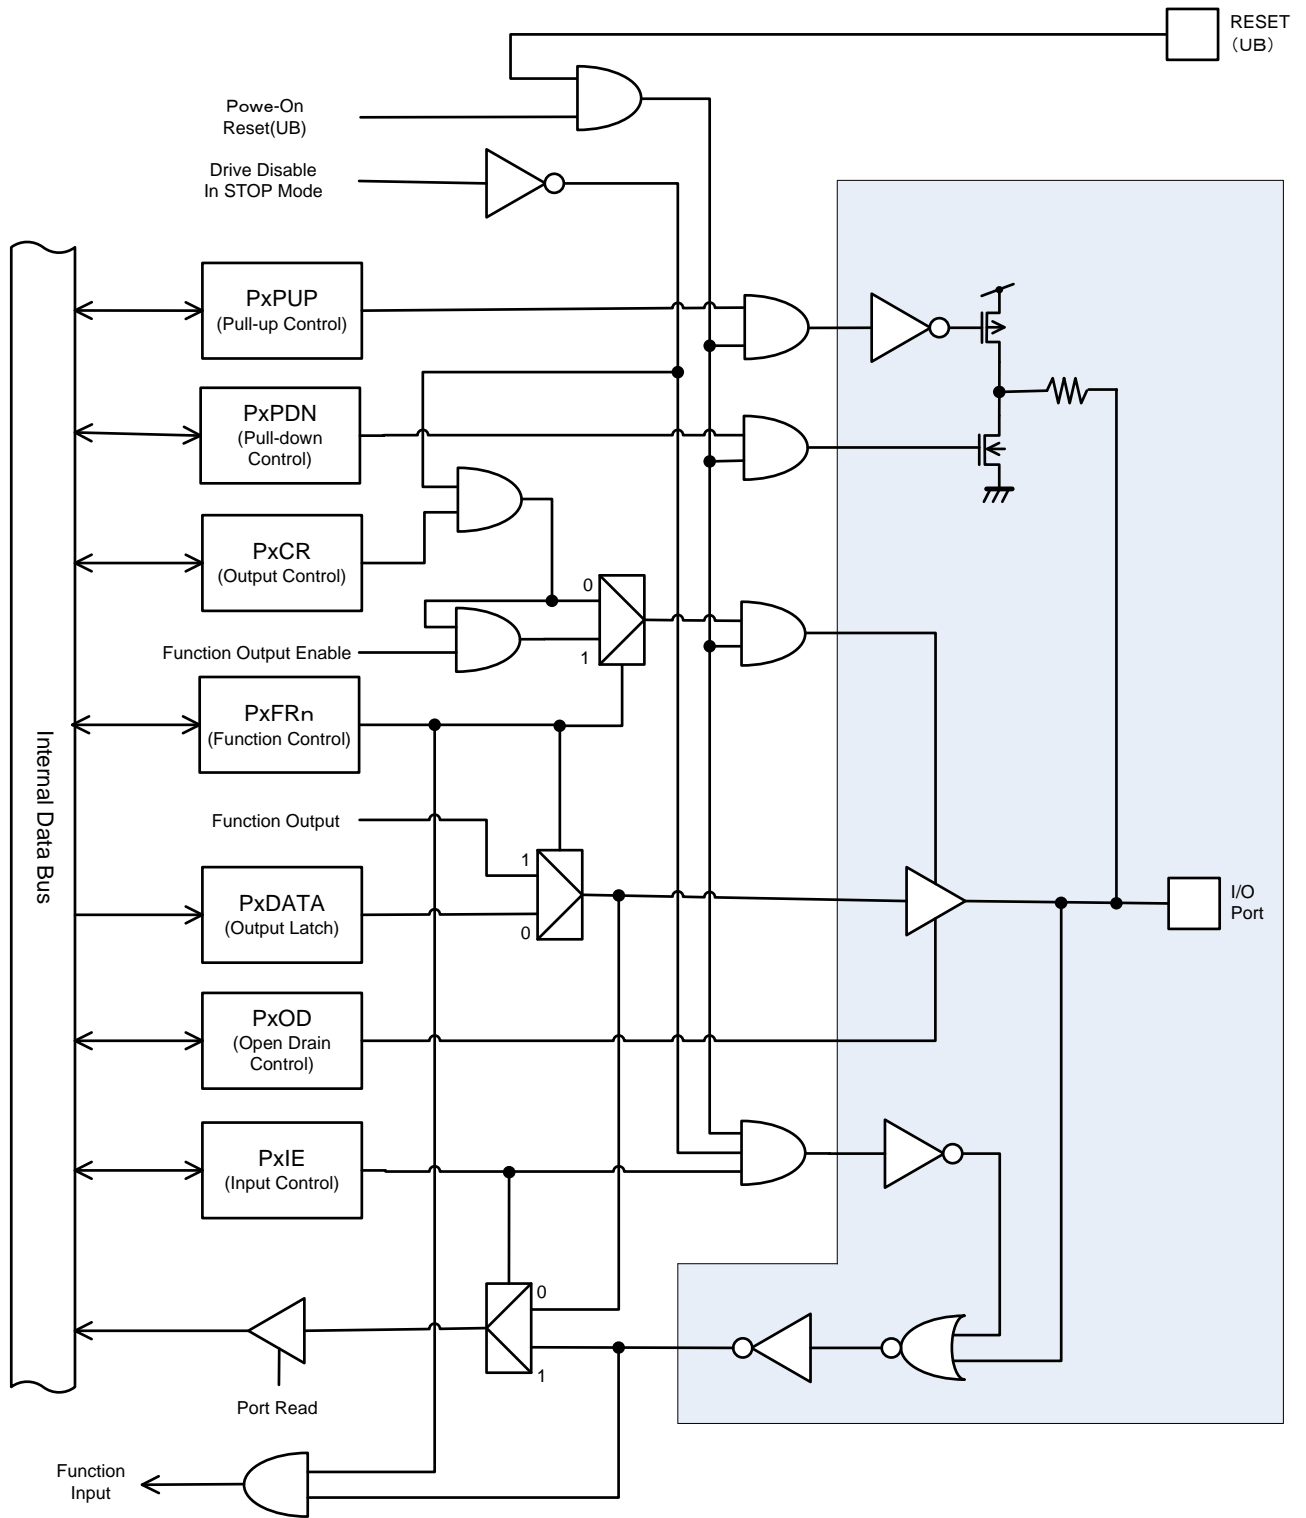 RESET
(UB)
Powe-On
Reset(UB)
Drive Disable
In STOP Mode
PxPUP
(Pull-up Control)
PxPDN
(Pull-down
Control)
PxCR
(Output Control)
0
1
Function Output Enable
PxFRn
(Function Control)
Internal Data Bus
Function Output
1
0
PxDATA
(Output Latch)
I/O
Port
PxOD
(Open Drain
Control)
PxIE
(Input Control)
0
1
Port Read
Function
Input